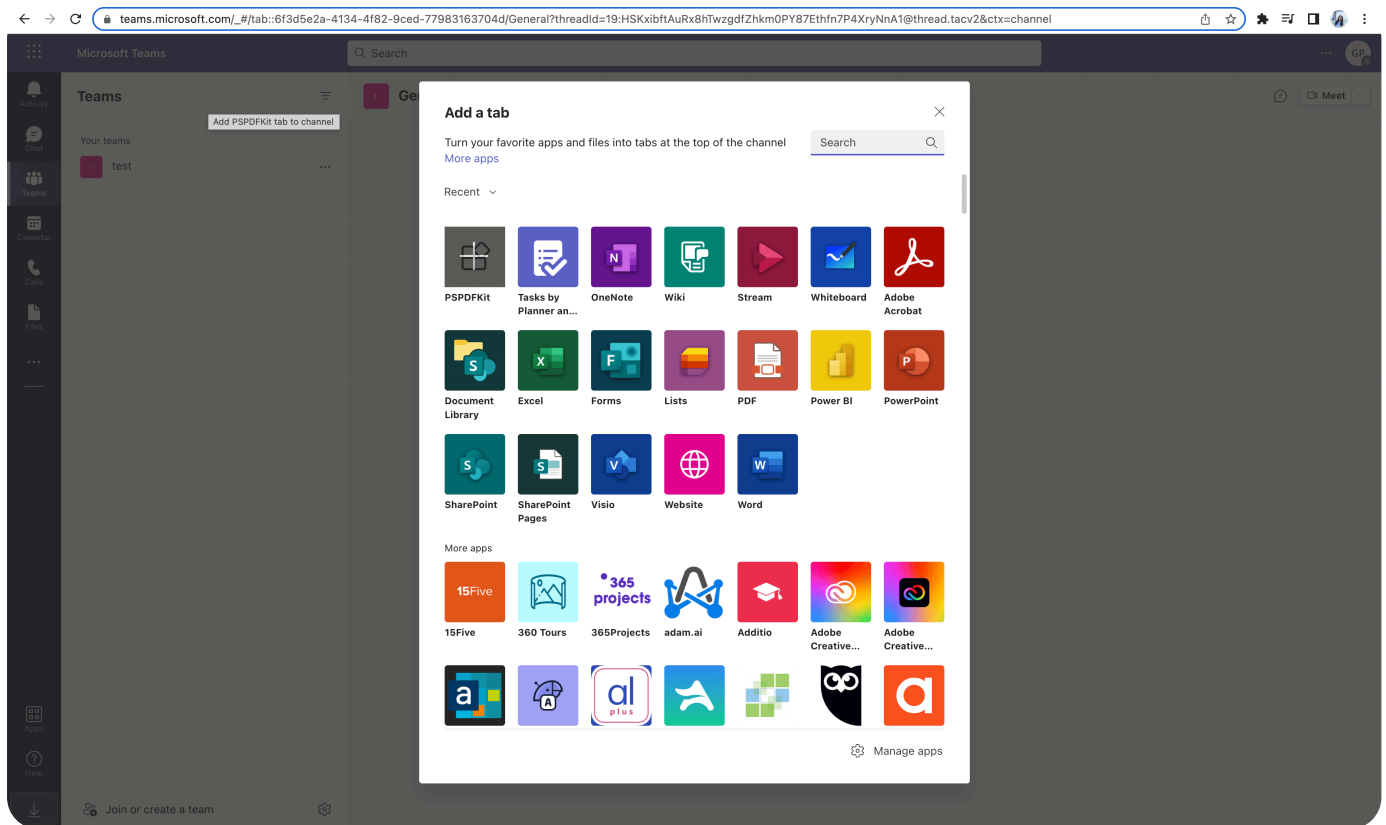 teams.microsoft.com/_#/tab::6f3d5e2a-4134-4f82-9ced-77983163704d/General?threadId=19:HSKxibftAuRx8hTwzgdfZhkm0PY87Ethfn7P4XryNnA1@thread.tacv2&ctx=channel
Microsoft Teams
Search
GP
Activity
Chat
Teams
Calendar
Calls
Files
Apps
Help
Teams
Add PSPDFKit tab to channel
Your teams
t
test
Join or create a team
t
Ge
Meet
Add a tab
Turn your favorite apps and files into tabs at the top of the channel
More apps
Search
Recent
N
PSPDFKit
Tasks by Planner an...
OneNote
Wiki
Stream
Whiteboard
Adobe Acrobat
S
X
F
P
Document Library
Excel
Forms
Lists
PDF
Power BI
PowerPoint
S
S
V
W
SharePoint
SharePoint Pages
Visio
Website
Word
More apps
15Five
365 projects
15Five
360 Tours
365Projects
adam.ai
Additio
Adobe Creative...
Adobe Creative...
a
A
al plus
a
Manage apps